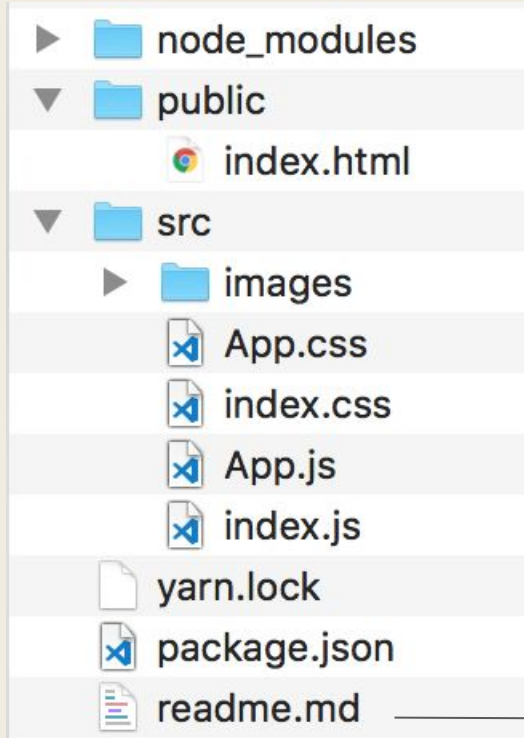 node_modules
public
index.html
src
images
App.css
index.css
App.js
index.js
yarn.lock
package.json
readme.md